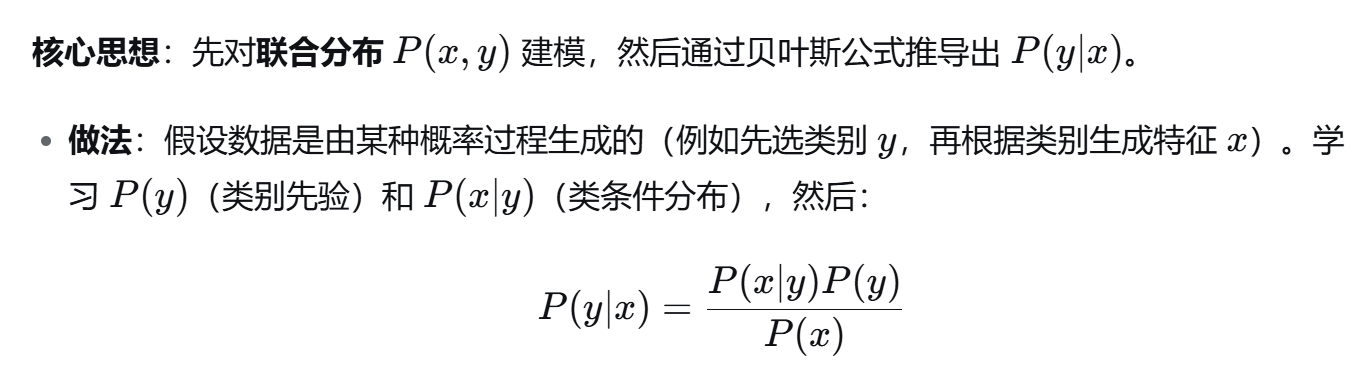 核心思想：先对联合分布 P(x, y) 建模，然后通过贝叶斯公式推导出 P(y|x)。
• 做法：假设数据是由某种概率过程生成的（例如先选类别 y，再根据类别生成特征 x）。学
习 P(y)（类别先验）和 P(x|y)（类条件分布），然后：
P(y|x) = \frac{P(x|y)P(y)}{P(x)}